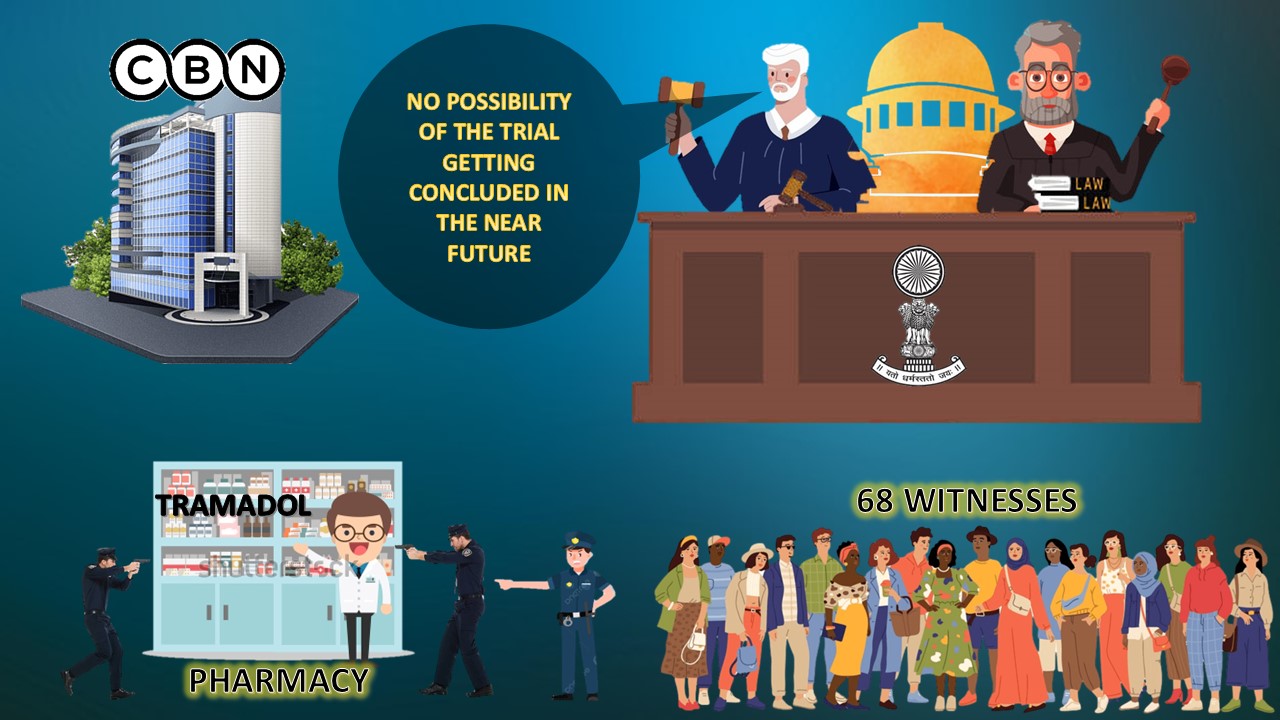 CBN
NO POSSIBILITY
OF THE TRIAL
GETTING
CONCLUDED IN
THE NEAR
FUTURE
LAW
LAW
॥ यतो धर्मस्ततो जयः ॥
TRAMADOL
shutterstock
PHARMACY
68 WITNESSES